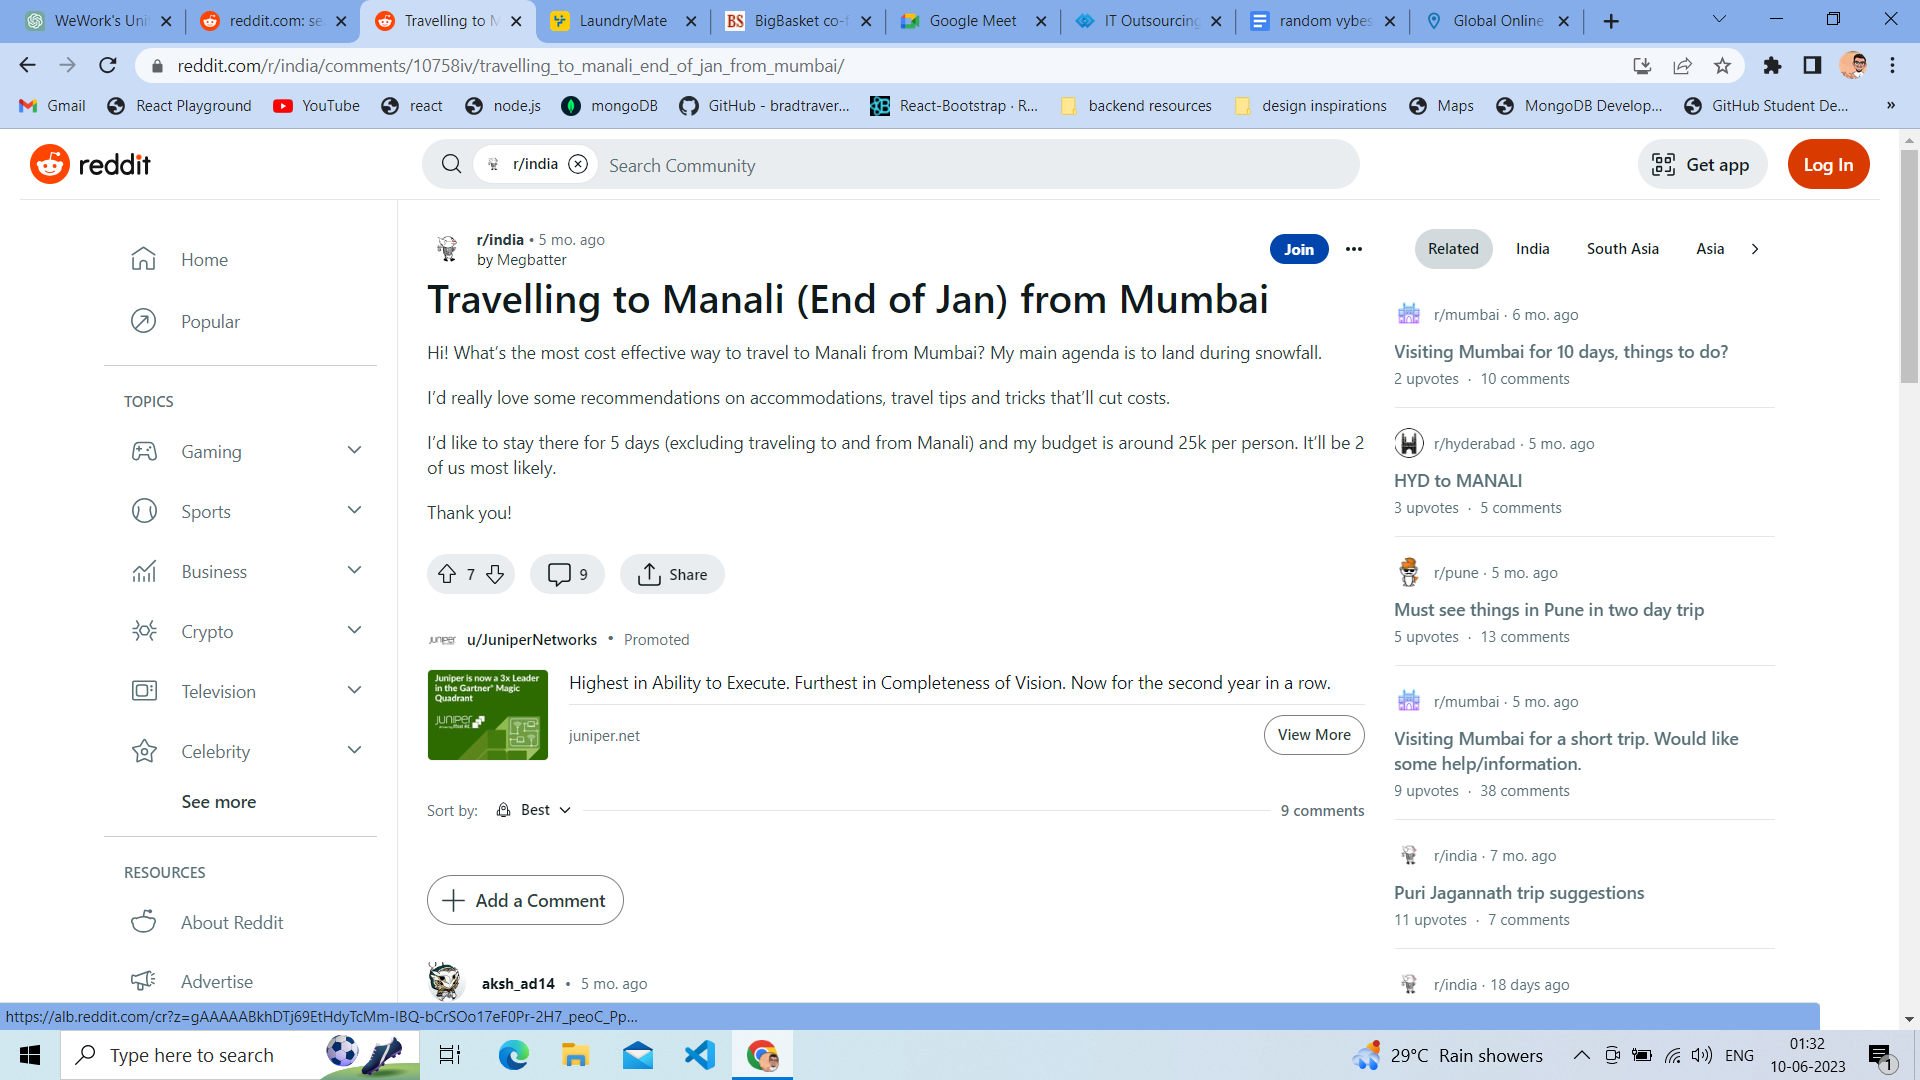 WeWork's Uni
reddit.com: se
Travelling to M
LaundryMate
BigBasket co-f
Google Meet
IT Outsourcing
random vybes
Global Online
reddit.com/r/india/comments/10758iv/travelling_to_manali_end_of_jan_from_mumbai/
Gmail
React Playground
YouTube
react
node.js
mongoDB
GitHub - bradtraver...
React-Bootstrap · R...
backend resources
design inspirations
Maps
MongoDB Develop...
GitHub Student De...
»
reddit
r/india
Search Community
Get app
Log In
Home
Popular
TOPICS
Gaming
Sports
Business
Crypto
Television
Celebrity
See more
RESOURCES
About Reddit
Advertise
r/india • 5 mo. ago
by Megbatter
Join
Travelling to Manali (End of Jan) from Mumbai
Hi! What's the most cost effective way to travel to Manali from Mumbai? My main agenda is to land during snowfall.
I'd really love some recommendations on accommodations, travel tips and tricks that'll cut costs.
I'd like to stay there for 5 days (excluding traveling to and from Manali) and my budget is around 25k per person. It'll be 2
of us most likely.
Thank you!
7
9
Share
u/JuniperNetworks • Promoted
Juniper is now a 3x Leader
in the Gartner® Magic
Quadrant
Highest in Ability to Execute. Furthest in Completeness of Vision. Now for the second year in a row.
juniper.net
View More
Sort by:
Best
9 comments
Add a Comment
aksh_ad14 • 5 mo. ago
Related
India
South Asia
Asia
r/mumbai · 6 mo. ago
Visiting Mumbai for 10 days, things to do?
2 upvotes · 10 comments
r/hyderabad · 5 mo. ago
HYD to MANALI
3 upvotes · 5 comments
r/pune · 5 mo. ago
Must see things in Pune in two day trip
5 upvotes · 13 comments
r/mumbai · 5 mo. ago
Visiting Mumbai for a short trip. Would like
some help/information.
9 upvotes · 38 comments
r/india · 7 mo. ago
Puri Jagannath trip suggestions
11 upvotes · 7 comments
r/india · 18 days ago
Type here to search
29°C Rain showers
ENG
01:32
10-06-2023
1